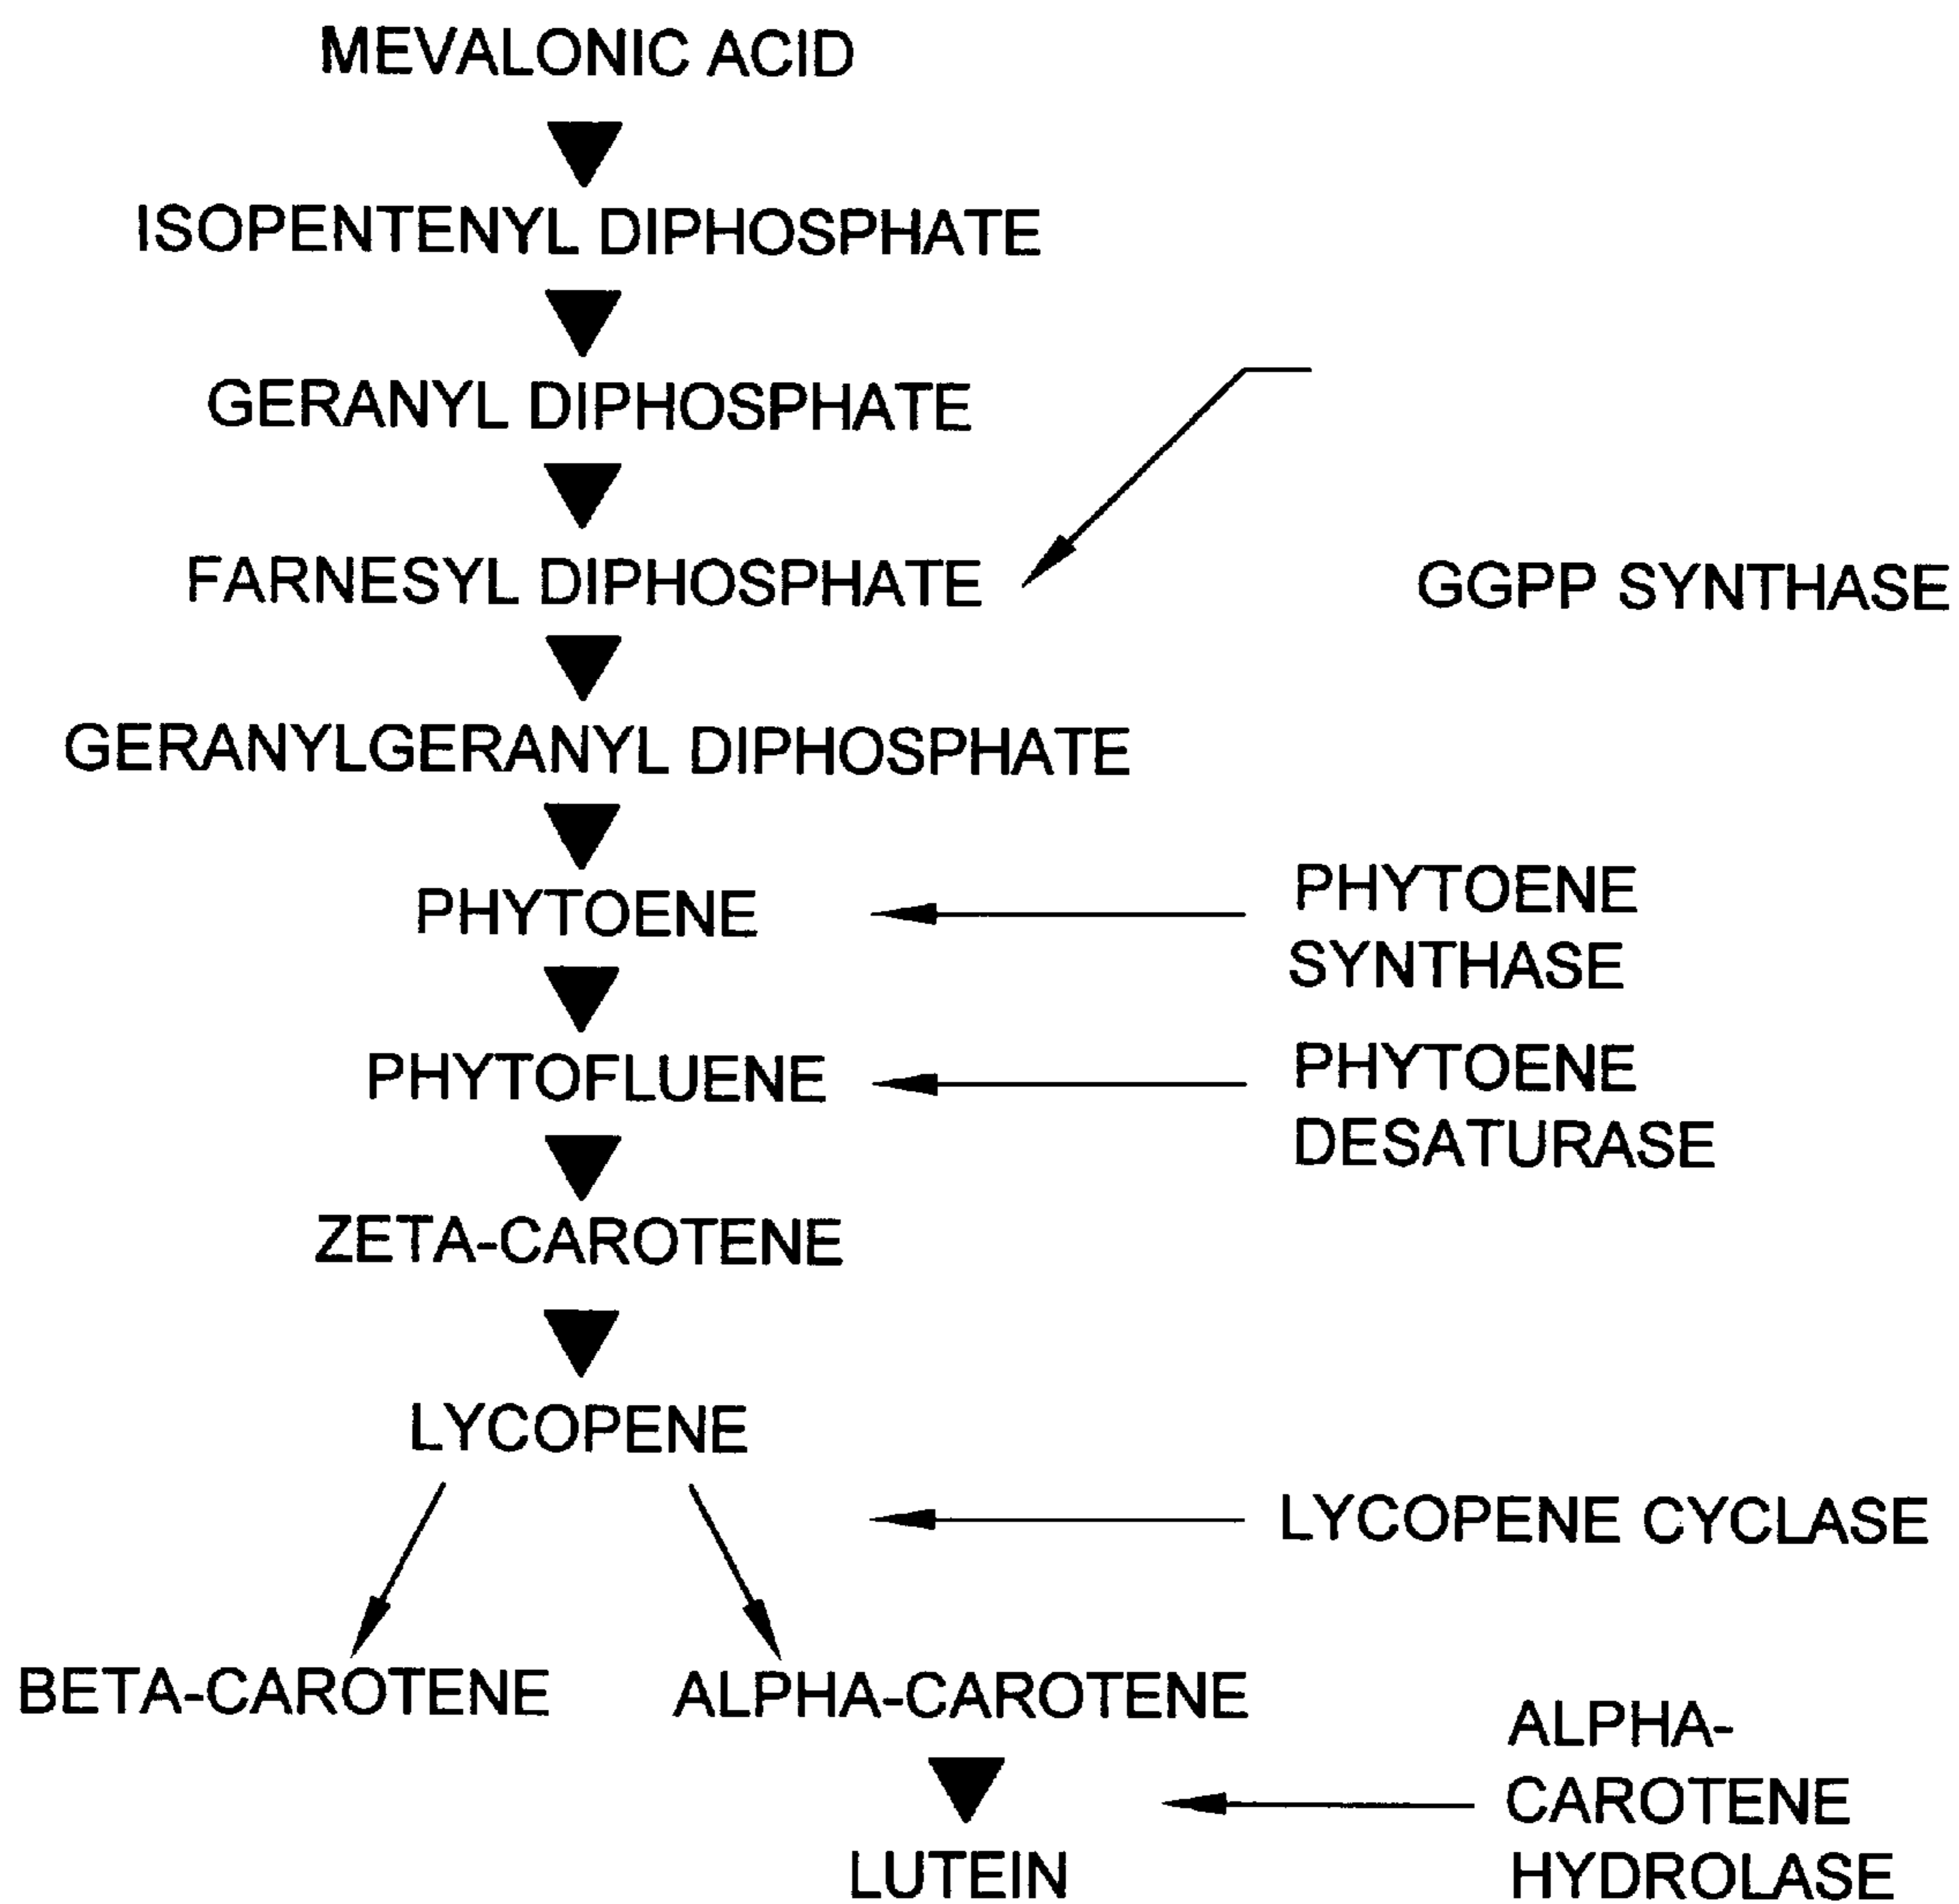 MEVALONIC ACID
ISOPENTENYL DIPHOSPHATE
GERANYL DIPHOSPHATE
FARNESYL DIPHOSPHATE
GGPP SYNTHASE
GERANYLGERANYL DIPHOSPHATE
PHYTOENE
PHYTOENE
SYNTHASE
PHYTOFLUENE
PHYTOENE
DESATURASE
ZETA-CAROTENE
LYCOPENE
LYCOPENE CYCLASE
BETA-CAROTENE
ALPHA-CAROTENE
ALPHA-
CAROTENE
HYDROLASE
LUTEIN